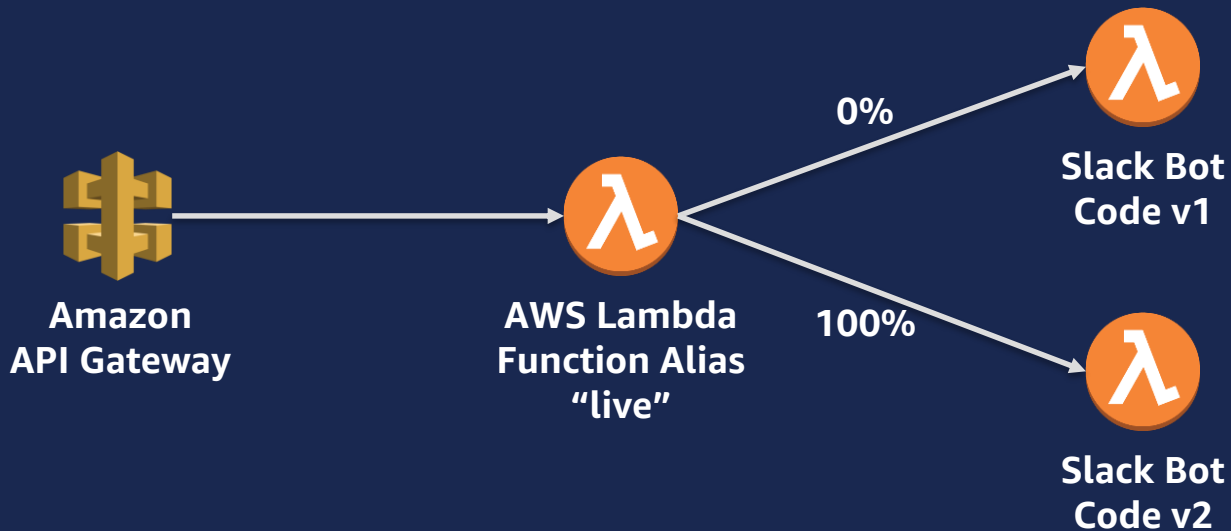 0%
Slack Bot
Code v1
Amazon
API Gateway
AWS Lambda
Function Alias
“live”
100%
Slack Bot
Code v2